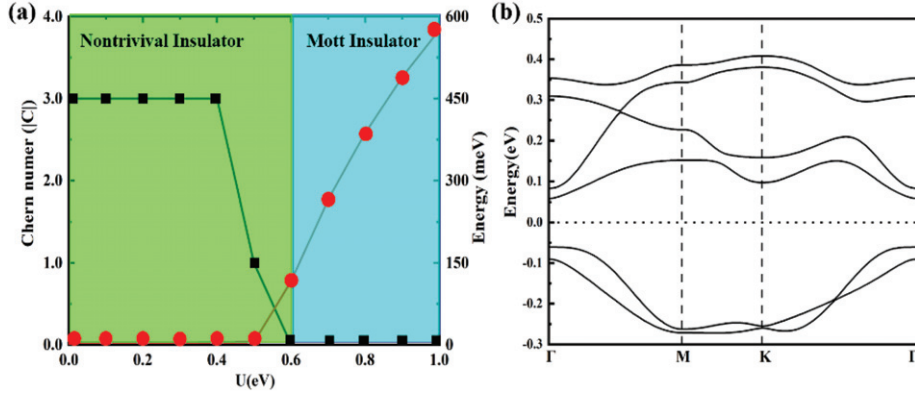 (a)
Nontrivival Insulator
Mott Insulator
Chern numer (|C|)
4.0
3.0
2.0
1.0
0.0
600
450
300
150
0
Energy (meV)
0.0 0.2 0.4 0.6 0.8 1.0
U(eV)
(b)
Energy(eV)
0.5
0.4
0.3
0.2
0.1
0.0
-0.1
-0.2
-0.3
Γ M K Γ